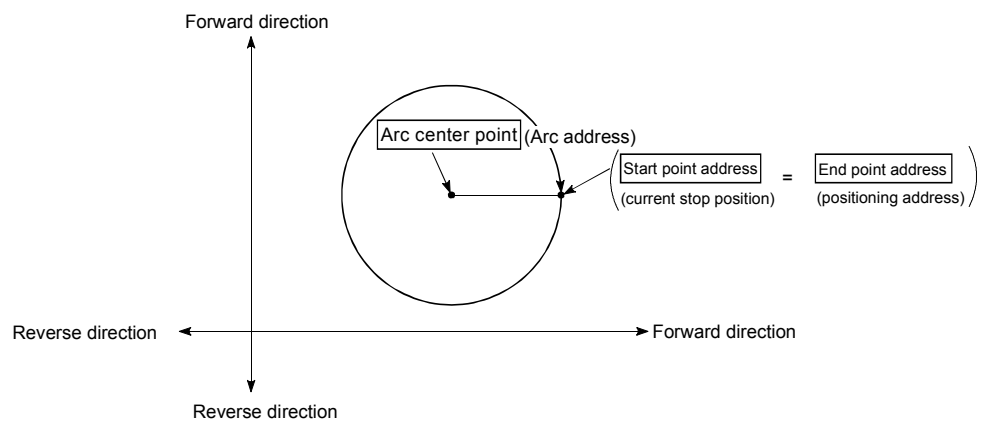 Forward direction
Arc center point (Arc address)
Start point address = End point address
(current stop position) (positioning address)
Reverse direction
Forward direction
Reverse direction